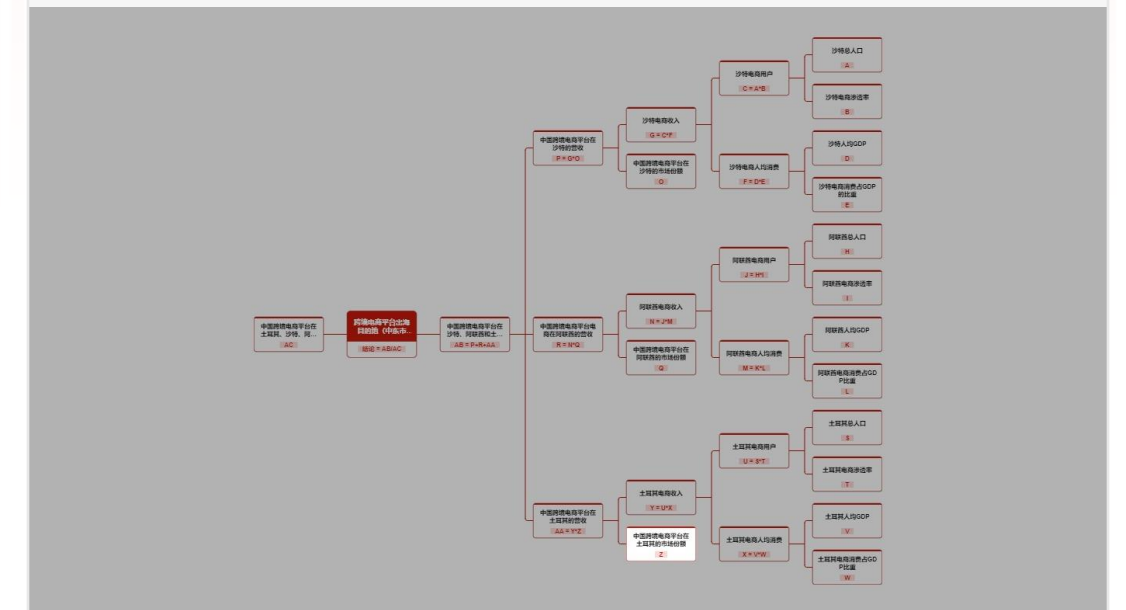 沙特总人口
A
沙特电商用户
C = A*B
沙特电商渗透率
B
沙特电商收入
G = C*F
中国跨境电商平台在
沙特的营收
P = G*O
沙特人均GDP
D
中国跨境电商平台在
沙特的市场份额
O
沙特电商人均消费
F = D*E
沙特电商消费占GDP
的比重
E
阿联酋总人口
H
阿联酋电商用户
J = H*I
阿联酋电商渗透率
I
阿联酋电商收入
N = J*M
中国跨境电商平台在
土耳其、沙特、阿...
AC
跨境电商平台出海
目的地（中东市...
结论 = AB/AC
中国跨境电商平台在
沙特、阿联酋和土...
AB = P+R+AA
中国跨境电商平台电
商在阿联酋的营收
R = N*Q
阿联酋人均GDP
K
中国跨境电商平台在
阿联酋的市场份额
Q
阿联酋电商人均消费
M = K*L
阿联酋电商消费占GD
P比重
L
土耳其总人口
S
土耳其电商用户
U = S*T
土耳其电商渗透率
T
土耳其电商收入
Y = U*X
中国跨境电商平台在
土耳其的营收
AA = Y*Z
土耳其人均GDP
V
中国跨境电商平台在
土耳其的市场份额
Z
土耳其电商人均消费
X = V*W
土耳其电商消费占GD
P比重
W